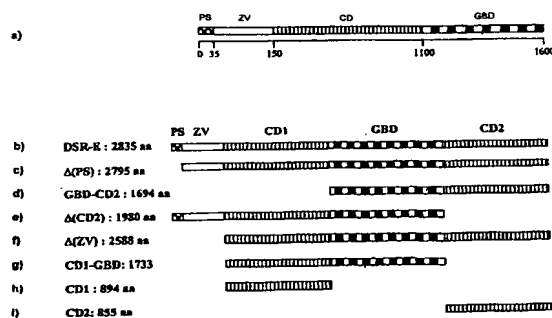 PS ZV CD GBD
a)
0 35 150 1100 1600
PS ZV CD1 GBD CD2
b) DSR-E : 2835 aa
c) Δ(PS) : 2795 aa
d) GBD-CD2 : 1694 aa
e) Δ(CD2) : 1980 aa
f) Δ(ZV) : 2588 aa
g) CD1-GBD: 1733
h) CD1 : 894 aa
i) CD2: 855 aa